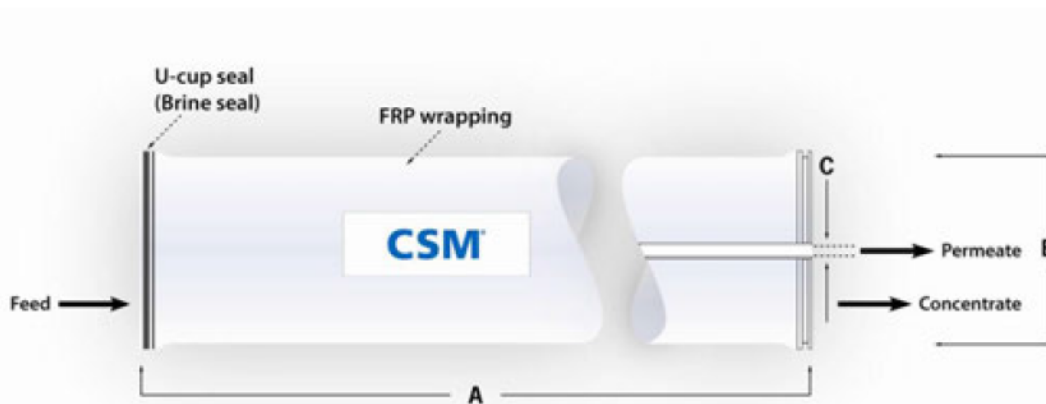 U-cup seal
(Brine seal)
FRP wrapping
C
CSM
Permeate
Feed
Concentrate
A